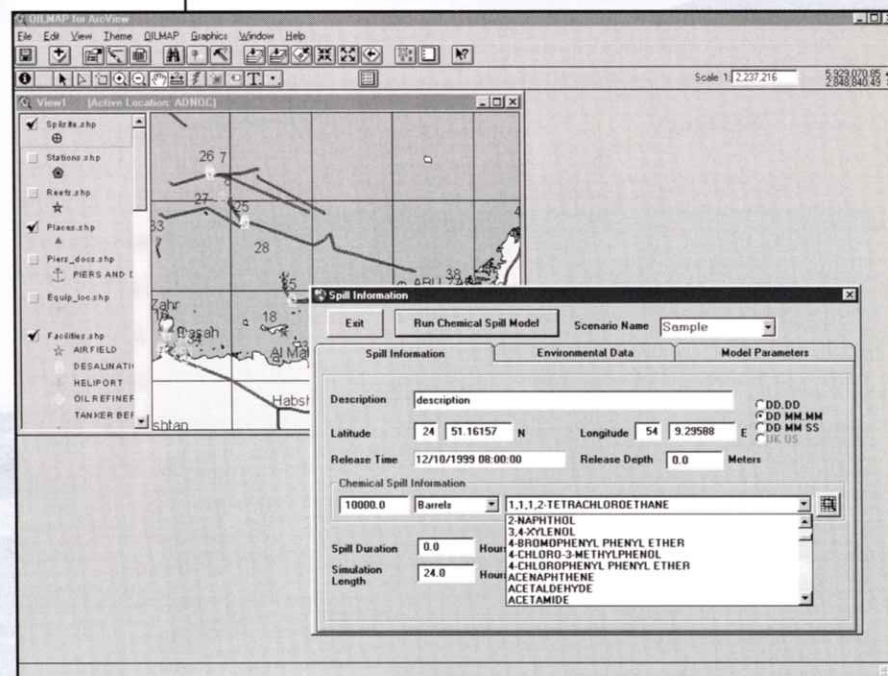 OILMAP for ArcView
File Edit View Theme OILMAP Graphics Window Help
Scale 1: 2,237,216
5,929,070.85
2,848,840.49
View1 [Active Location: ADNOC]
Spilsite.shp
Stations.shp
Reefs.shp
Places.shp
Piers_docs.shp
PIERS AND D
Equip_loc.shp
Facilities.shp
AIRFIELD
DESALINATI
HELIPORT
OIL REFINER
TANKER BER
26 7
27
25
33
28
38
ABU
35
18
Zahr
Al Ma
Habsh
Spill Information
Exit
Run Chemical Spill Model
Scenario Name Sample
Spill Information
Environmental Data
Model Parameters
Description description
DD.DD
DD MM.MM
DD MM SS
UK OS
Latitude 24 51.16157 N Longitude 54 9.29588 E
Release Time 12/10/1999 08:00:00 Release Depth 0.0 Meters
Chemical Spill Information
10000.0 Barrels 1,1,1,2-TETRACHLOROETHANE
2-NAPHTHOL
3,4-XYLENOL
4-BROMOPHENYL PHENYL ETHER
4-CHLORO-3-METHYLPHENOL
4-CHLOROPHENYL PHENYL ETHER
ACENAPHTHENE
ACETALDEHYDE
ACETAMIDE
Spill Duration 0.0 Hour
Simulation Length 24.0 Hour